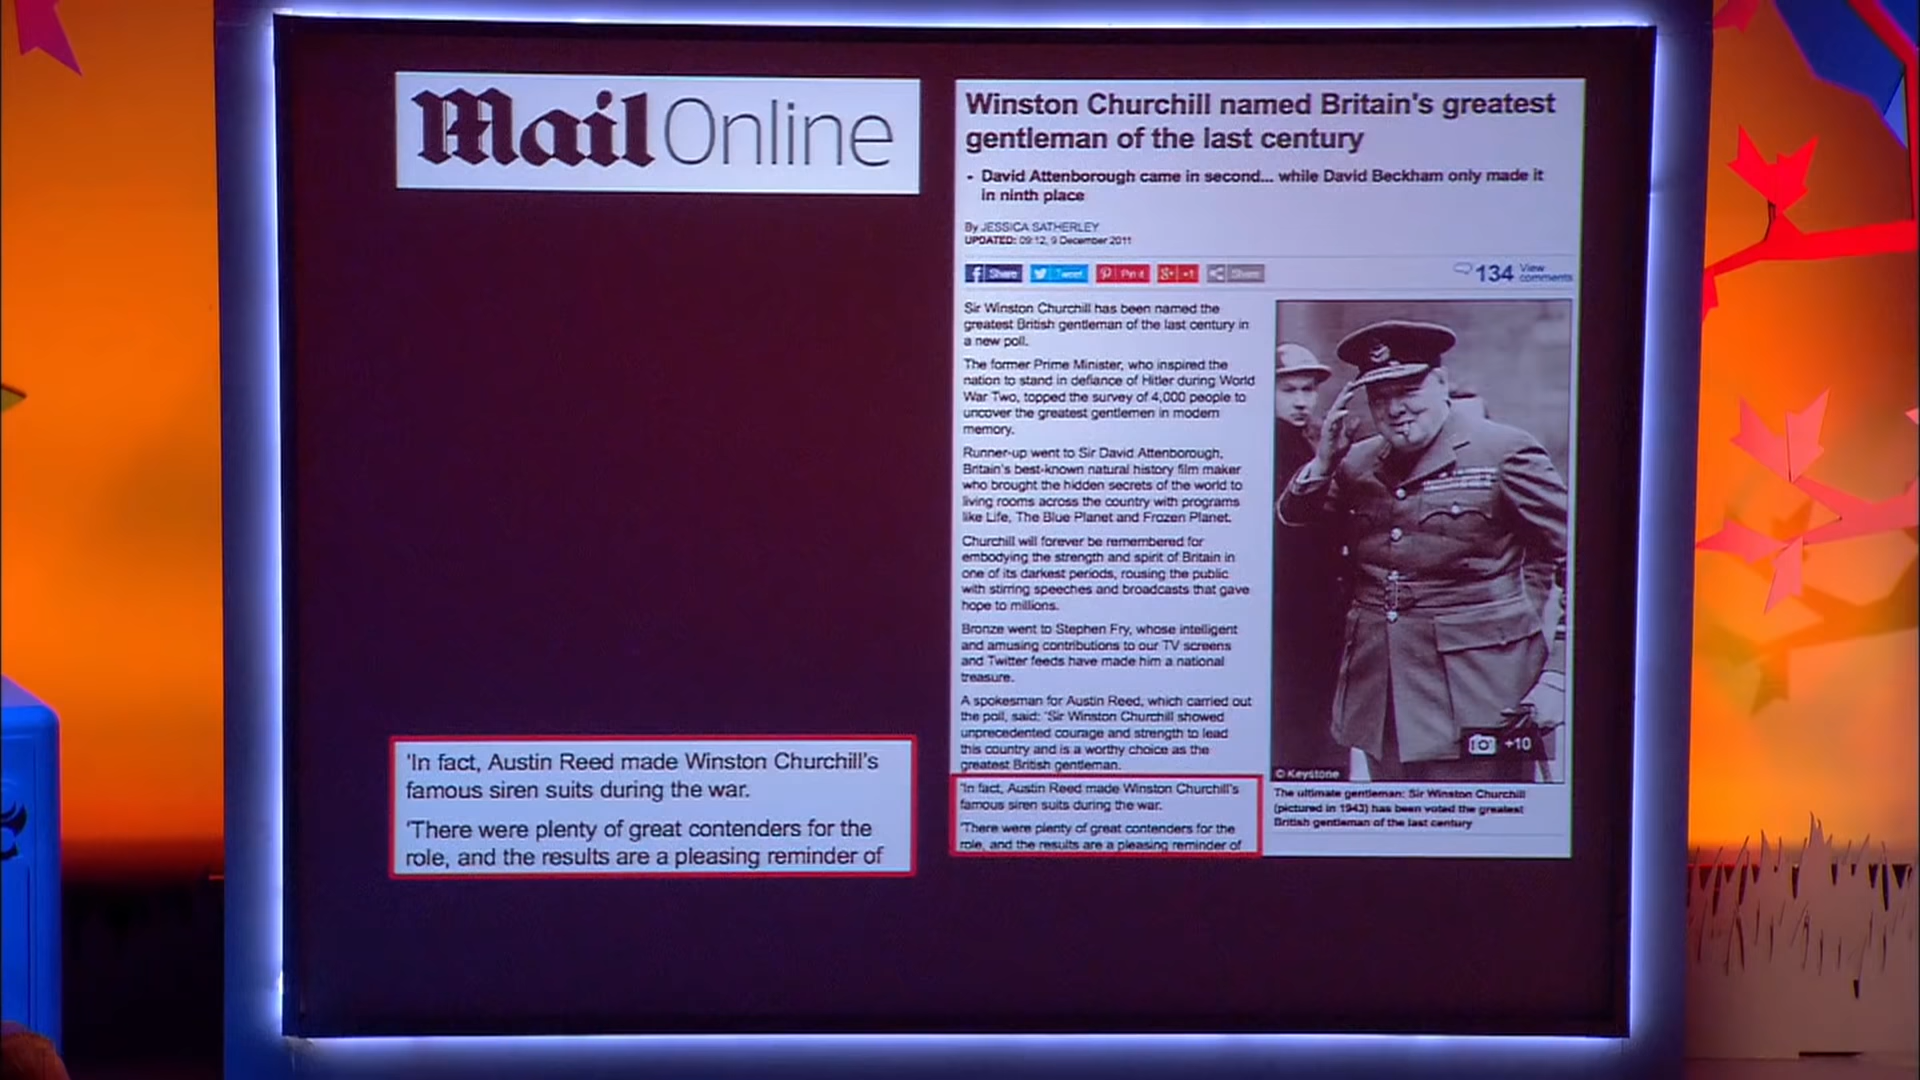 Mail Online
Winston Churchill named Britain's greatest
gentleman of the last century
- David Attenborough came in second... while David Beckham only made it
in ninth place
By JESSICA SATHERLEY
UPDATED: 09:12, 9 December 2011
Share
Tweet
Pin it
+1
Share
134 View comments
Sir Winston Churchill has been named the
greatest British gentleman of the last century in
a new poll.
The former Prime Minister, who inspired the
nation to stand in defiance of Hitler during World
War Two, topped the survey of 4,000 people to
uncover the greatest gentlemen in modern
memory.
Runner-up went to Sir David Attenborough,
Britain's best-known natural history film maker
who brought the hidden secrets of the world to
living rooms across the country with programs
like Life, The Blue Planet and Frozen Planet.
Churchill will forever be remembered for
embodying the strength and spirit of Britain in
one of its darkest periods, rousing the public
with stirring speeches and broadcasts that gave
hope to millions.
Bronze went to Stephen Fry, whose intelligent
and amusing contributions to our TV screens
and Twitter feeds have made him a national
treasure.
A spokesman for Austin Reed, which carried out
the poll, said: 'Sir Winston Churchill showed
unprecedented courage and strength to lead
this country and is a worthy choice as the
greatest British gentleman.
'In fact, Austin Reed made Winston Churchill's
famous siren suits during the war.
'There were plenty of great contenders for the
role, and the results are a pleasing reminder of
+10
© Keystone
The ultimate gentleman: Sir Winston Churchill
(pictured in 1943) has been voted the greatest
British gentleman of the last century
'In fact, Austin Reed made Winston Churchill's
famous siren suits during the war.
'There were plenty of great contenders for the
role, and the results are a pleasing reminder of